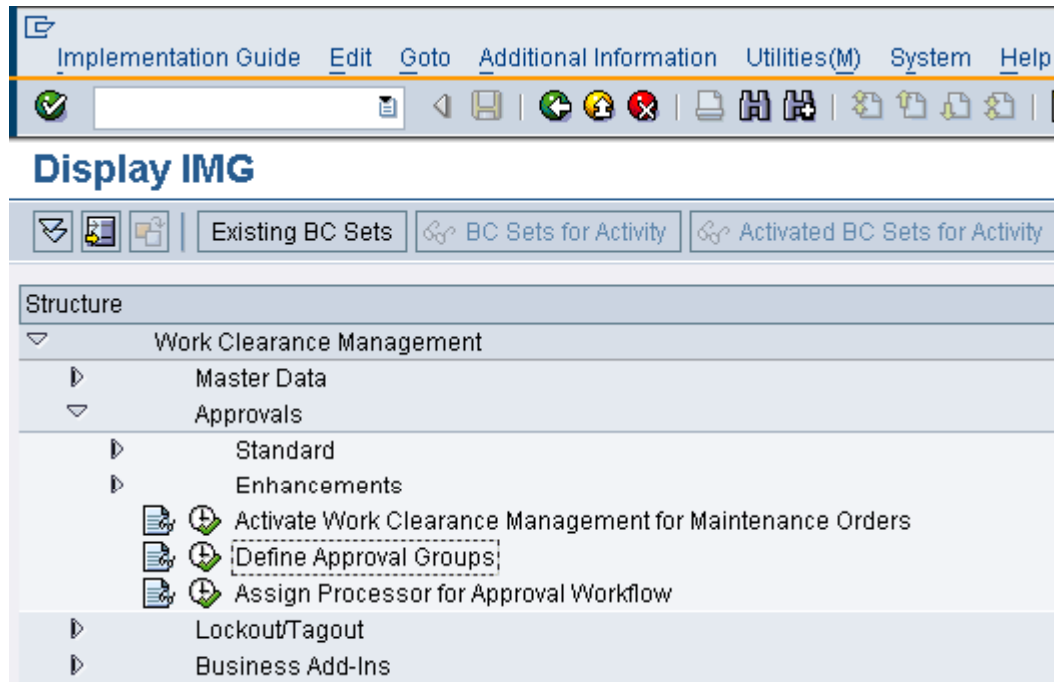 Implementation Guide Edit Goto Additional Information Utilities(M) System Help
Display IMG
Existing BC Sets BC Sets for Activity Activated BC Sets for Activity
Structure
Work Clearance Management
Master Data
Approvals
Standard
Enhancements
Activate Work Clearance Management for Maintenance Orders
Define Approval Groups
Assign Processor for Approval Workflow
Lockout/Tagout
Business Add-Ins